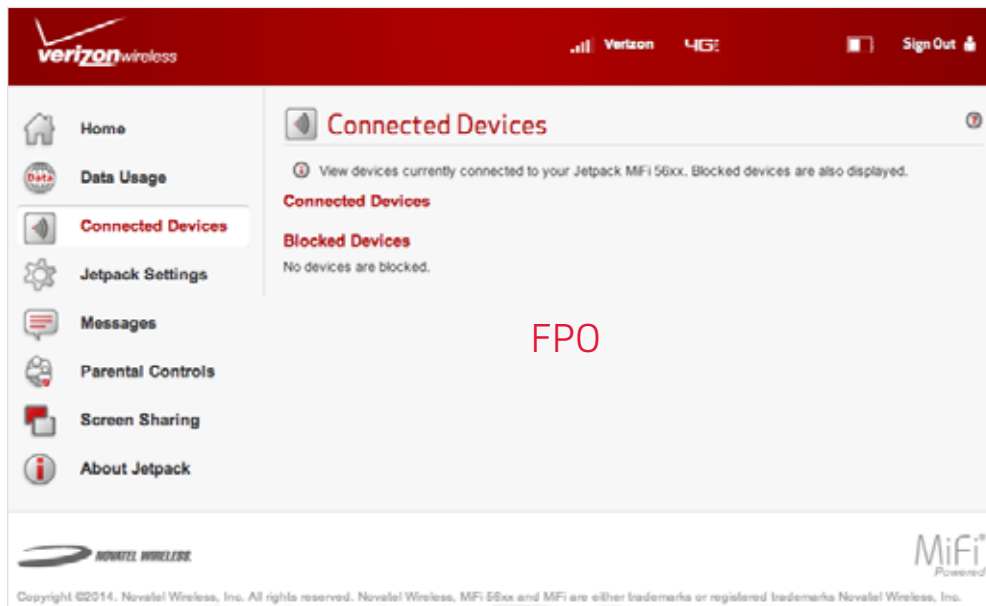 verizonwireless
Verizon 4G Sign Out
Home
Data
Data Usage
Connected Devices
Jetpack Settings
Messages
Parental Controls
Screen Sharing
About Jetpack
Connected Devices
View devices currently connected to your Jetpack MiFi 56xx. Blocked devices are also displayed.
Connected Devices
Blocked Devices
No devices are blocked.
FPO
NOVATEL WIRELESS.
MiFi
Powered
Copyright ©2014. Novatel Wireless, Inc. All rights reserved. Novatel Wireless, MiFi 56xx and MiFi are either trademarks or registered trademarks Novatel Wireless, Inc.